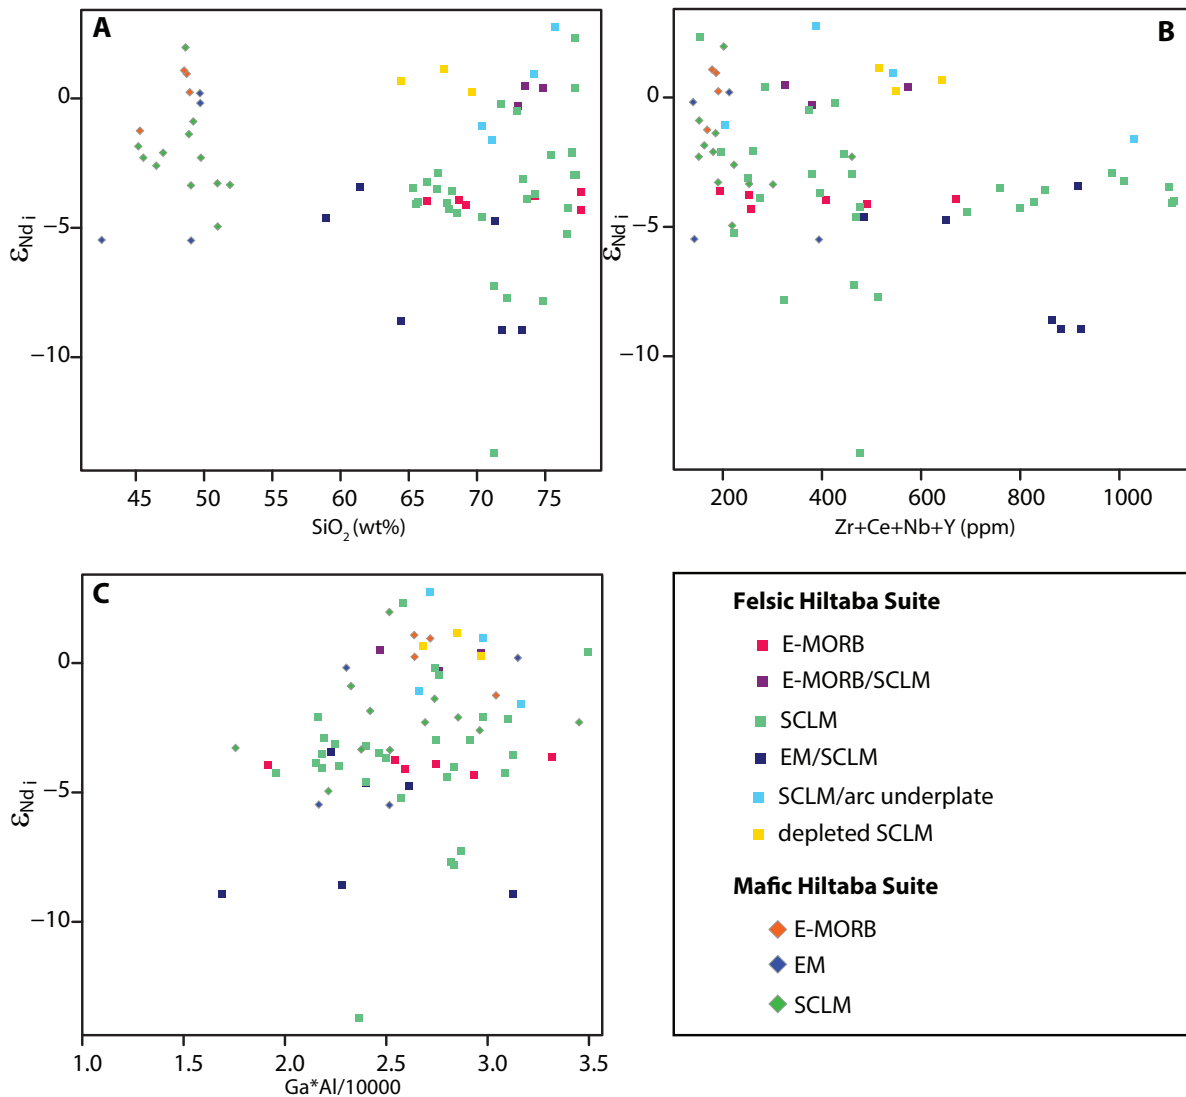 A
0
−5
−10
εNd i
45 50 55 60 65 70 75
SiO2 (wt%)
B
0
−5
−10
εNd i
200 400 600 800 1000
Zr+Ce+Nb+Y (ppm)
C
0
−5
−10
εNd i
1.0 1.5 2.0 2.5 3.0 3.5
Ga*Al/10000
Felsic Hiltaba Suite
E-MORB
E-MORB/SCLM
SCLM
EM/SCLM
SCLM/arc underplate
depleted SCLM
Mafic Hiltaba Suite
E-MORB
EM
SCLM